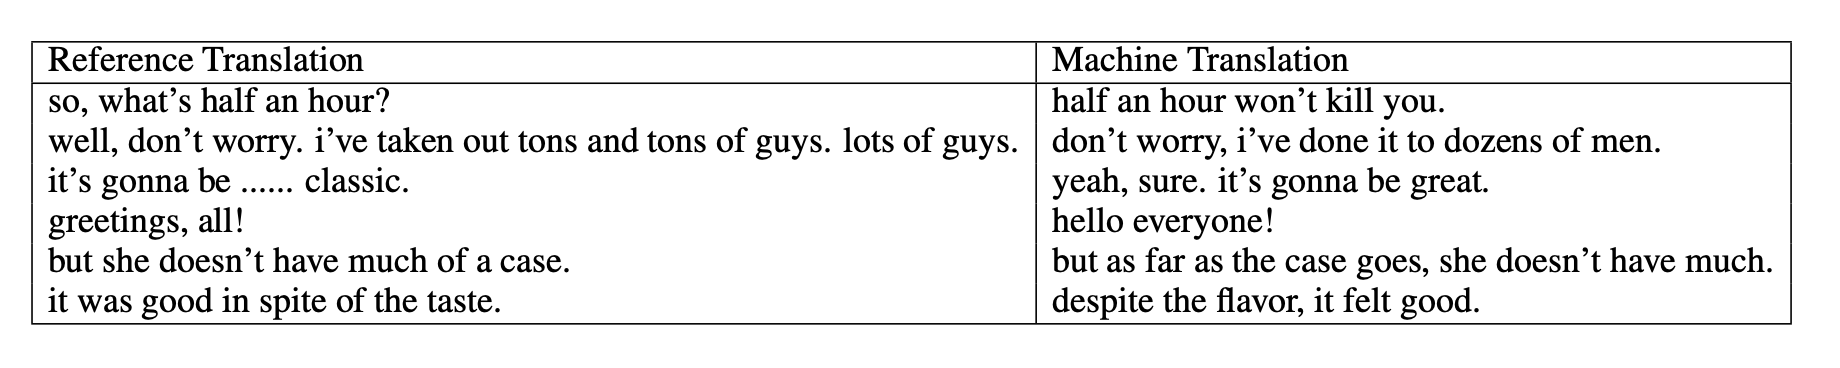 Reference Translation Machine Translation
so, what’s half an hour? half an hour won’t kill you.
well, don’t worry. i’ve taken out tons and tons of guys. lots of guys. don’t worry, i’ve done it to dozens of men.
it’s gonna be ...... classic. yeah, sure. it’s gonna be great.
greetings, all! hello everyone!
but she doesn’t have much of a case. but as far as the case goes, she doesn’t have much.
it was good in spite of the taste. despite the flavor, it felt good.